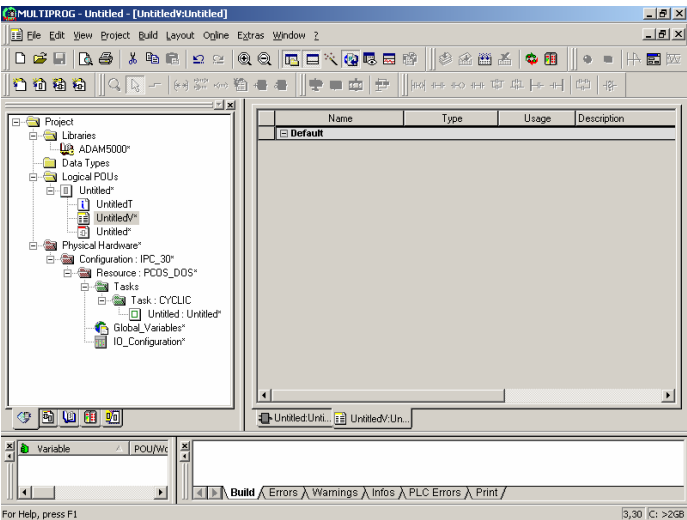 MULTIPROG - Untitled - [UntitledV:Untitled]
File Edit View Project Build Layout Online Extras Window ?
Name Type Usage Description
Default
Project
Libraries
ADAM5000*
Data Types
Logical POUs
Untitled*
UntitledT
UntitledV*
Untitled*
Physical Hardware*
Configuration : IPC_30*
Resource : PCOS_DOS*
Tasks
Task : CYCLIC
Untitled : Untitled*
Global_Variables*
IO_Configuration*
Untitled:Unti... UntitledV:Un...
Variable POU/Wo
Build Errors Warnings Infos PLC Errors Print
For Help, press F1
3,30 C: >2GB